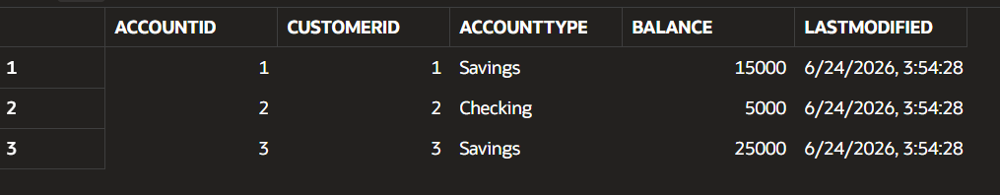 ACCOUNTID CUSTOMERID ACCOUNTTYPE BALANCE LASTMODIFIED
1 1 1 Savings 15000 6/24/2026, 3:54:28
2 2 2 Checking 5000 6/24/2026, 3:54:28
3 3 3 Savings 25000 6/24/2026, 3:54:28